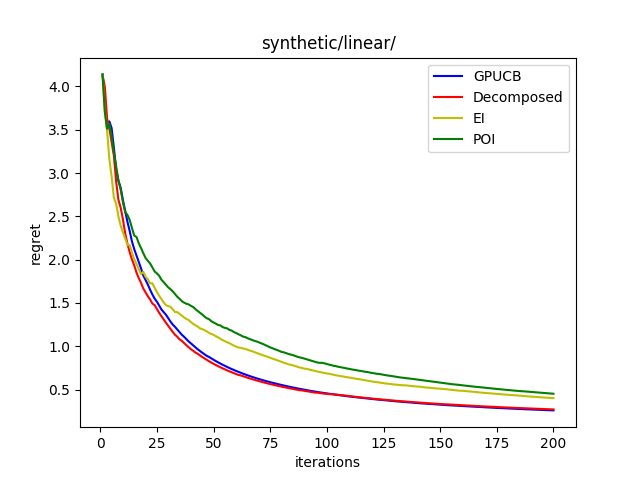 synthetic/linear/
GPUCB
Decomposed
EI
POI
regret
4.0
3.5
3.0
2.5
2.0
1.5
1.0
0.5
0 25 50 75 100 125 150 175 200
iterations